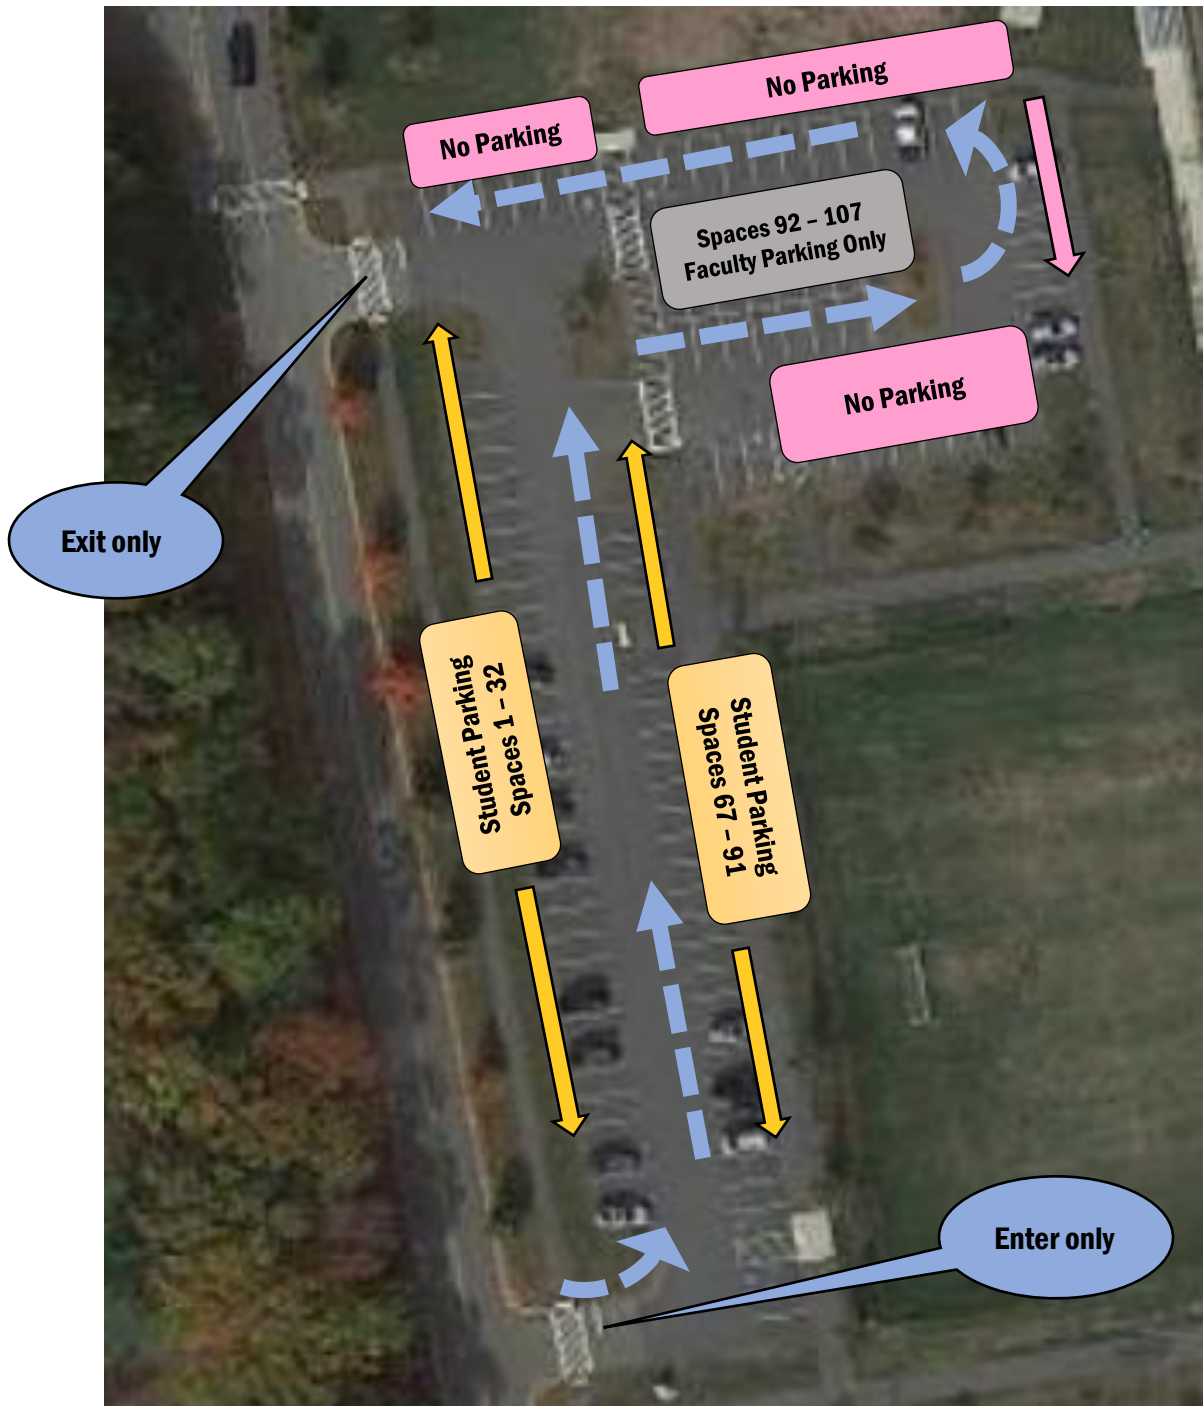 No Parking
No Parking
Spaces 92 – 107
Faculty Parking Only
No Parking
Exit only
Student Parking
Spaces 1 – 32
Student Parking
Spaces 67 – 91
Enter only